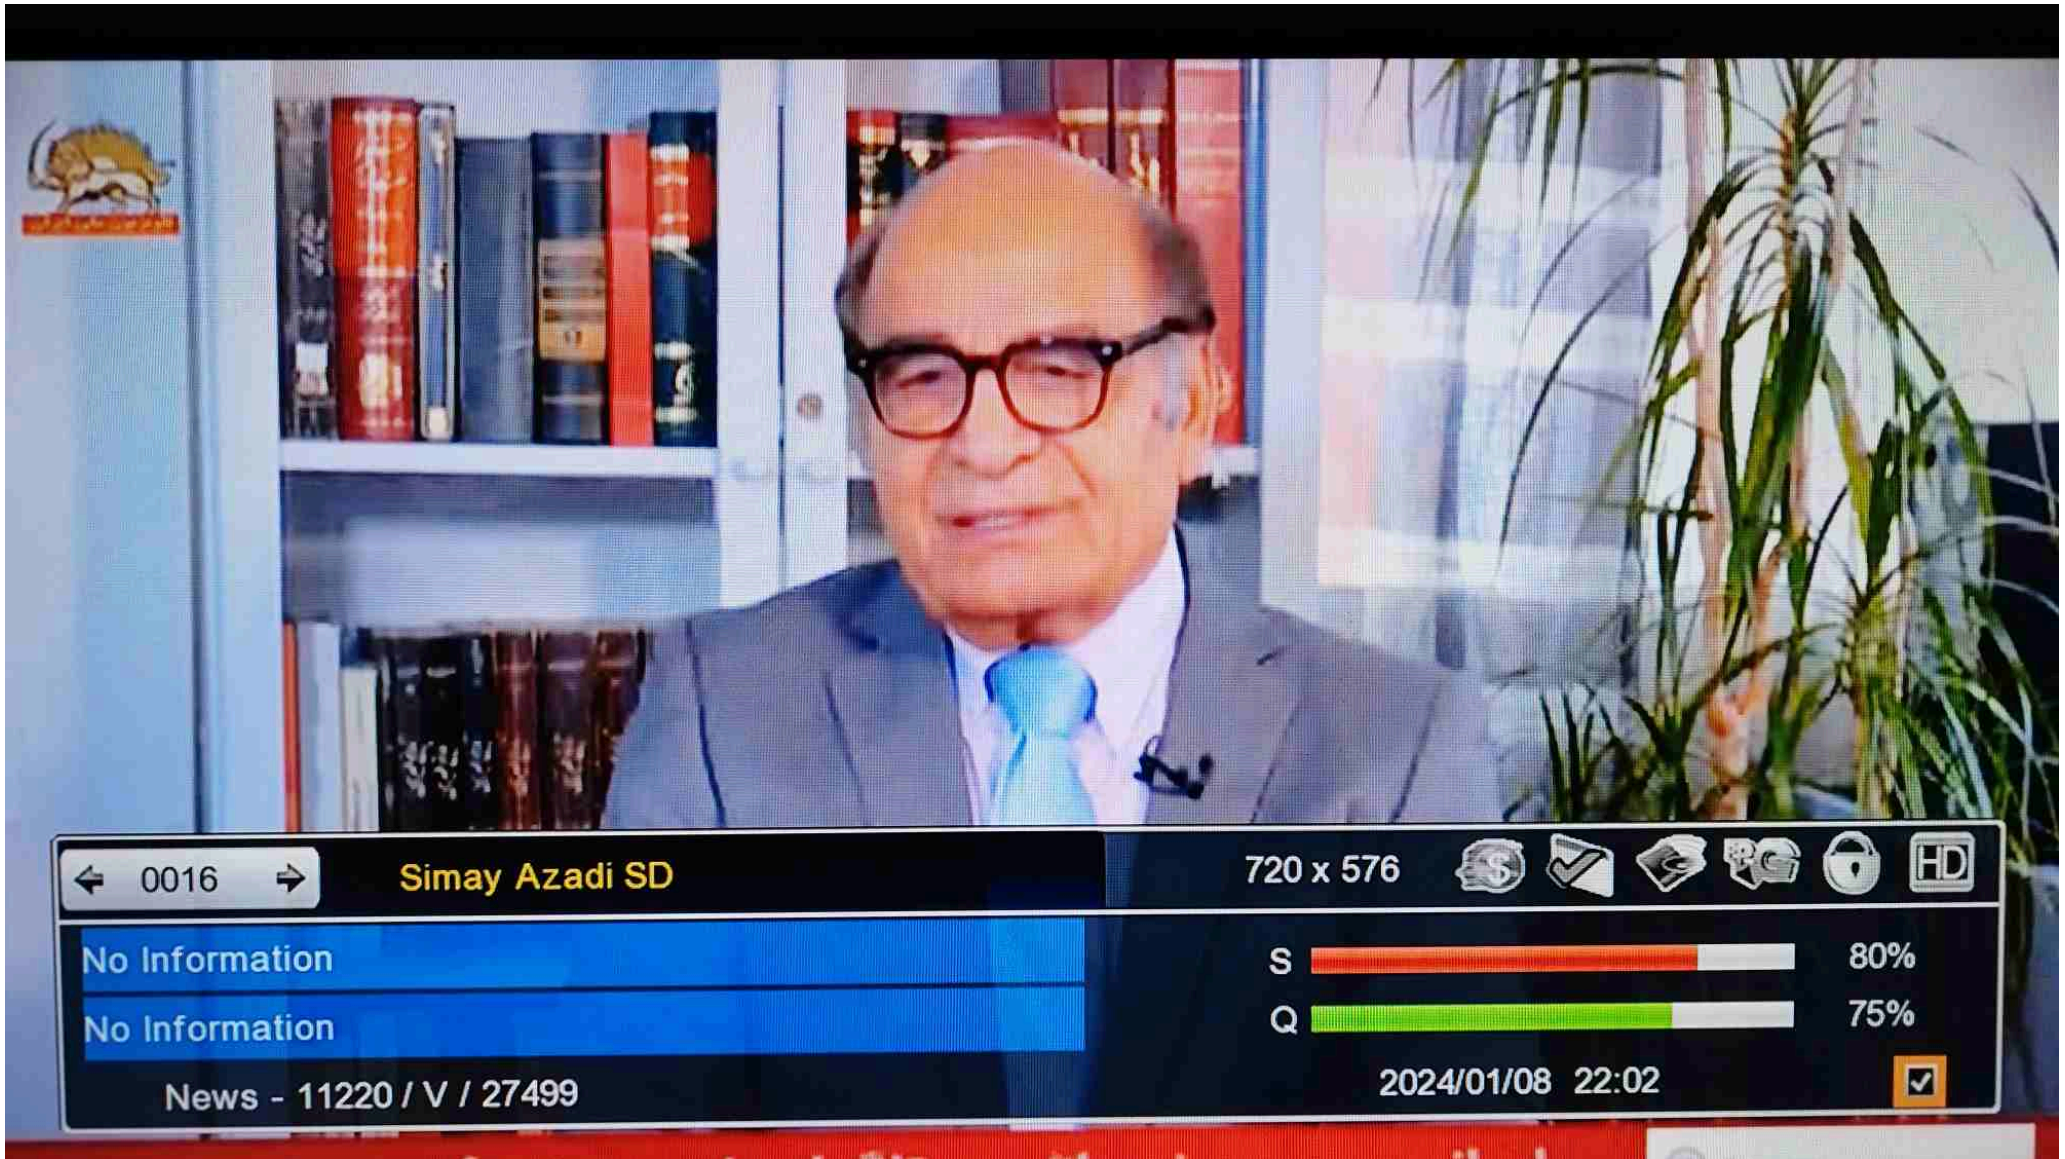 0016
Simay Azadi SD
720 x 576
HD
No Information
No Information
S 80%
Q 75%
News - 11220 / V / 27499
2024/01/08 22:02